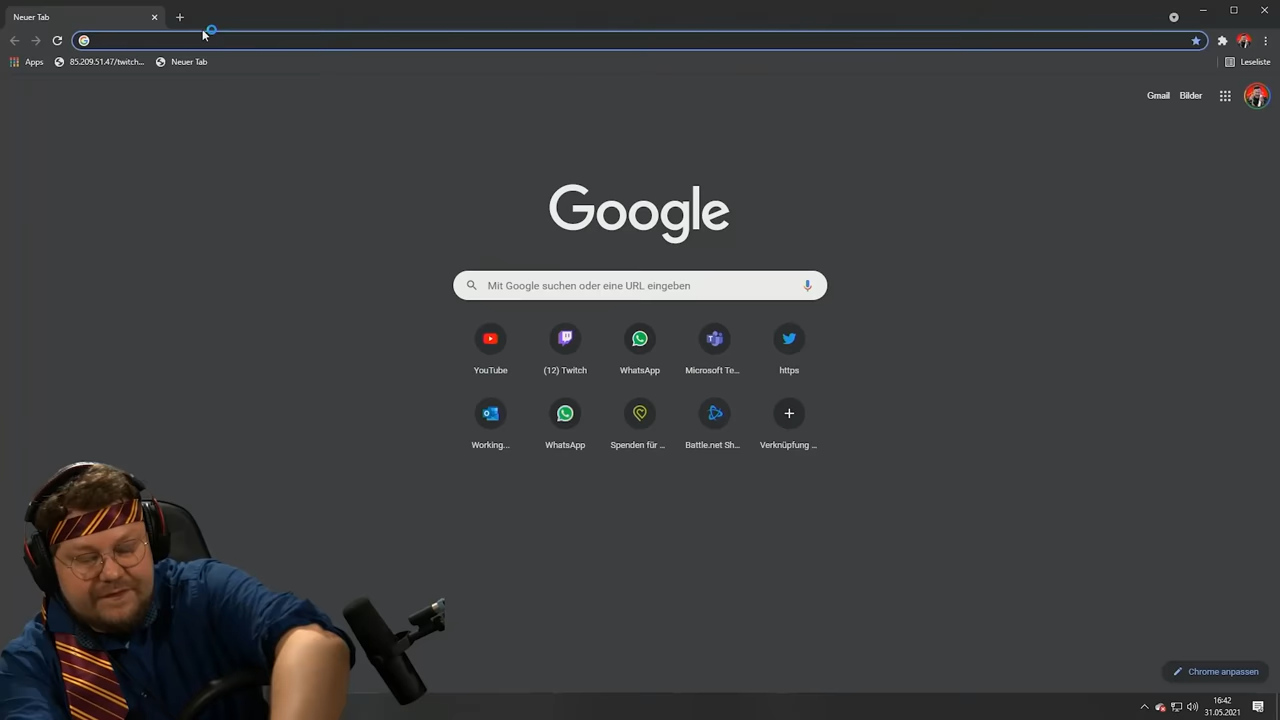 Neuer Tab
Apps
85.209.51.47/twitch...
Neuer Tab
Leseliste
Gmail
Bilder
Google
Mit Google suchen oder eine URL eingeben
YouTube
(12) Twitch
WhatsApp
Microsoft Te...
https
Working...
WhatsApp
Spenden für ...
Battle.net Sh...
Verknüpfung ...
Chrome anpassen
16:42
31.05.2021